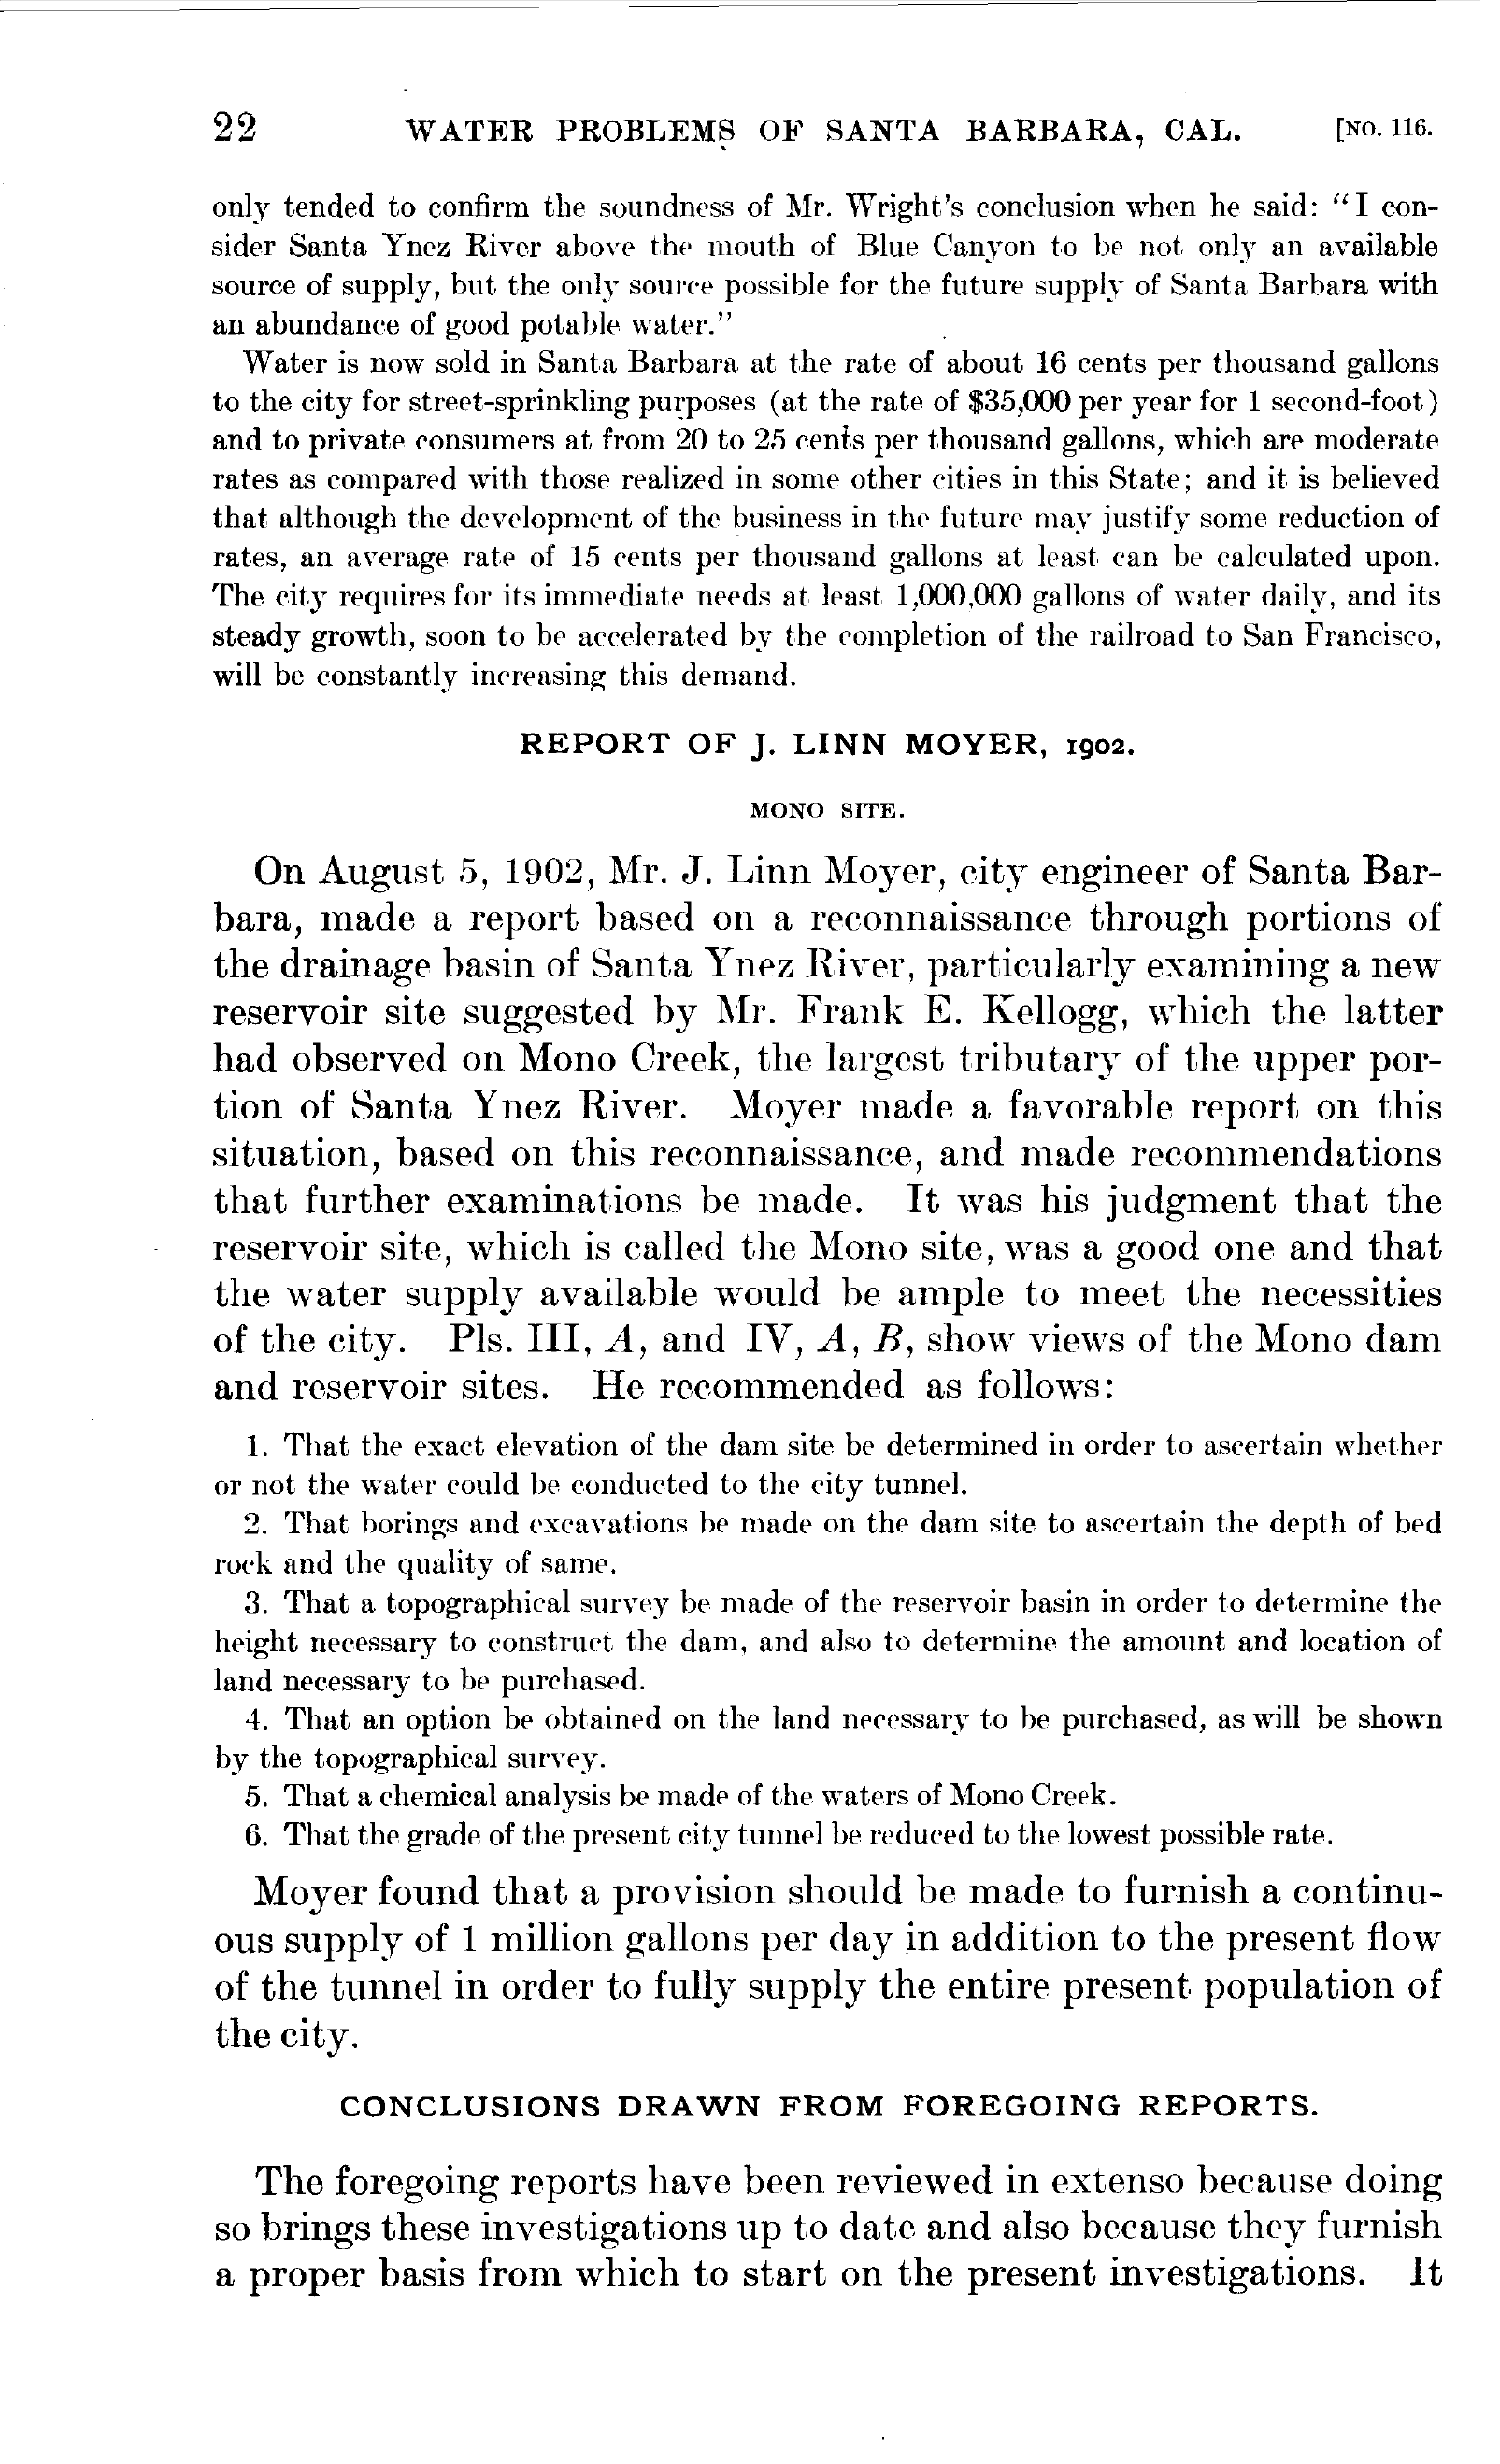 22 WATER PROBLEMS OF SANTA BARBARA, CAL. [NO. 116.
only tended to confirm the soundness of Mr. Wright's conclusion when he said: "I con-
sider Santa Ynez River above the mouth of Blue Canyon to be not only an available
source of supply, but the only source possible for the future supply of Santa Barbara with
an abundance of good potable water."
Water is now sold in Santa Barbara at the rate of about 16 cents per thousand gallons
to the city for street-sprinkling purposes (at the rate of $35,000 per year for 1 second-foot)
and to private consumers at from 20 to 25 cents per thousand gallons, which are moderate
rates as compared with those realized in some other cities in this State; and it is believed
that although the development of the business in the future may justify some reduction of
rates, an average rate of 15 cents per thousand gallons at least can be calculated upon.
The city requires for its immediate needs at least 1,000,000 gallons of water daily, and its
steady growth, soon to be accelerated by the completion of the railroad to San Francisco,
will be constantly increasing this demand.
REPORT OF J. LINN MOYER, 1902.
MONO SITE.
On August 5, 1902, Mr. J. Linn Moyer, city engineer of Santa Bar-
bara, made a report based on a reconnaissance through portions of
the drainage basin of Santa Ynez River, particularly examining a new
reservoir site suggested by Mr. Frank E. Kellogg, which the latter
had observed on Mono Creek, the largest tributary of the upper por-
tion of Santa Ynez River. Moyer made a favorable report on this
situation, based on this reconnaissance, and made recommendations
that further examinations be made. It was his judgment that the
reservoir site, which is called the Mono site, was a good one and that
the water supply available would be ample to meet the necessities
of the city. Pls. III, A, and IV, A, B, show views of the Mono dam
and reservoir sites. He recommended as follows:
1. That the exact elevation of the dam site be determined in order to ascertain whether
or not the water could be conducted to the city tunnel.
2. That borings and excavations be made on the dam site to ascertain the depth of bed
rock and the quality of same.
3. That a topographical survey be made of the reservoir basin in order to determine the
height necessary to construct the dam, and also to determine the amount and location of
land necessary to be purchased.
4. That an option be obtained on the land necessary to be purchased, as will be shown
by the topographical survey.
5. That a chemical analysis be made of the waters of Mono Creek.
6. That the grade of the present city tunnel be reduced to the lowest possible rate.
Moyer found that a provision should be made to furnish a continu-
ous supply of 1 million gallons per day in addition to the present flow
of the tunnel in order to fully supply the entire present population of
the city.
CONCLUSIONS DRAWN FROM FOREGOING REPORTS.
The foregoing reports have been reviewed in extenso because doing
so brings these investigations up to date and also because they furnish
a proper basis from which to start on the present investigations. It